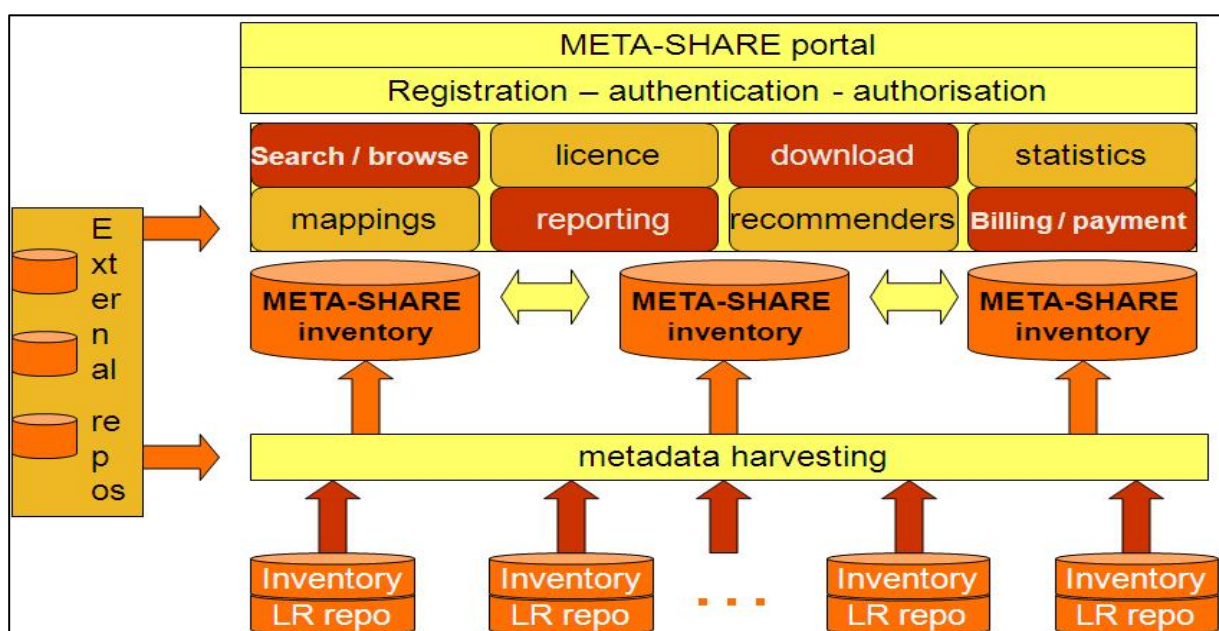 META-SHARE portal
Registration – authentication - authorisation
Search / browse
licence
download
statistics
mappings
reporting
recommenders
Billing / payment
E
xt
er
n
al
re
p
os
META-SHARE
inventory
META-SHARE
inventory
META-SHARE
inventory
metadata harvesting
Inventory
LR repo
Inventory
LR repo
. . .
Inventory
LR repo
Inventory
LR repo